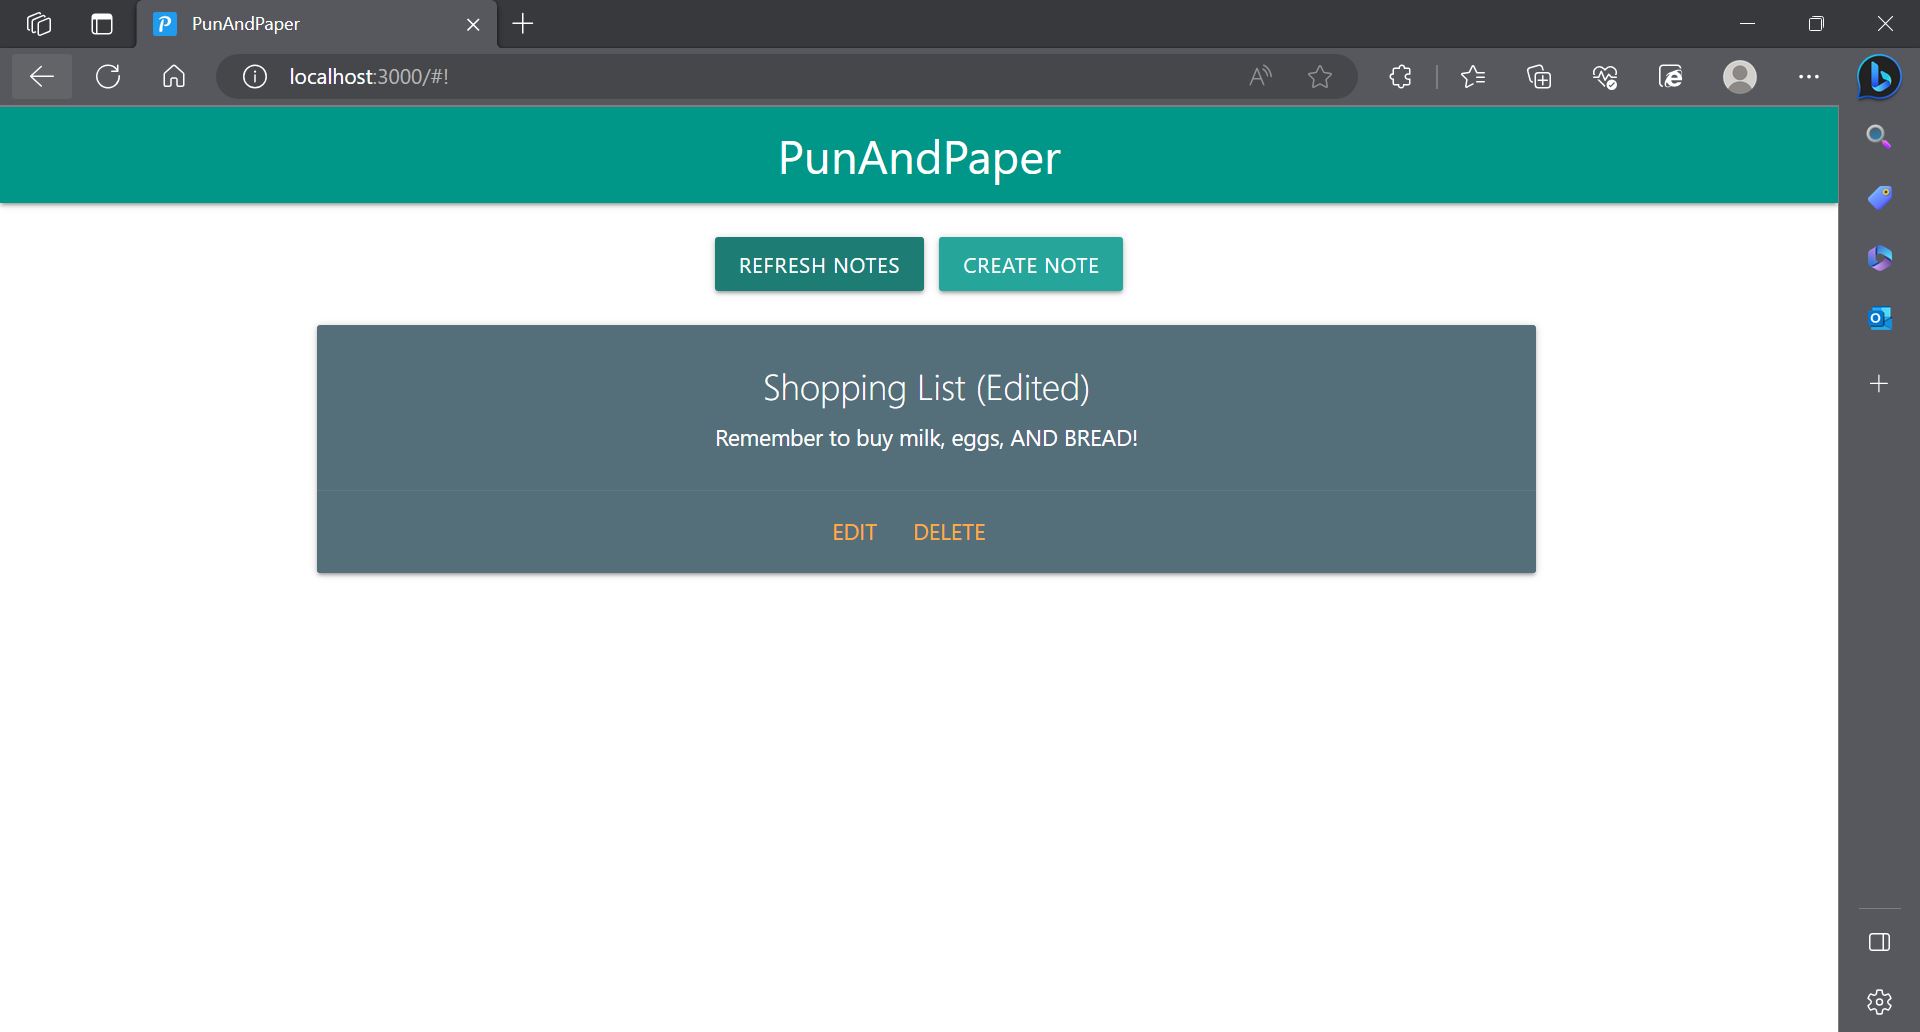 PunAndPaper
localhost:3000/#!
PunAndPaper
REFRESH NOTES CREATE NOTE
Shopping List (Edited)
Remember to buy milk, eggs, AND BREAD!
EDIT DELETE